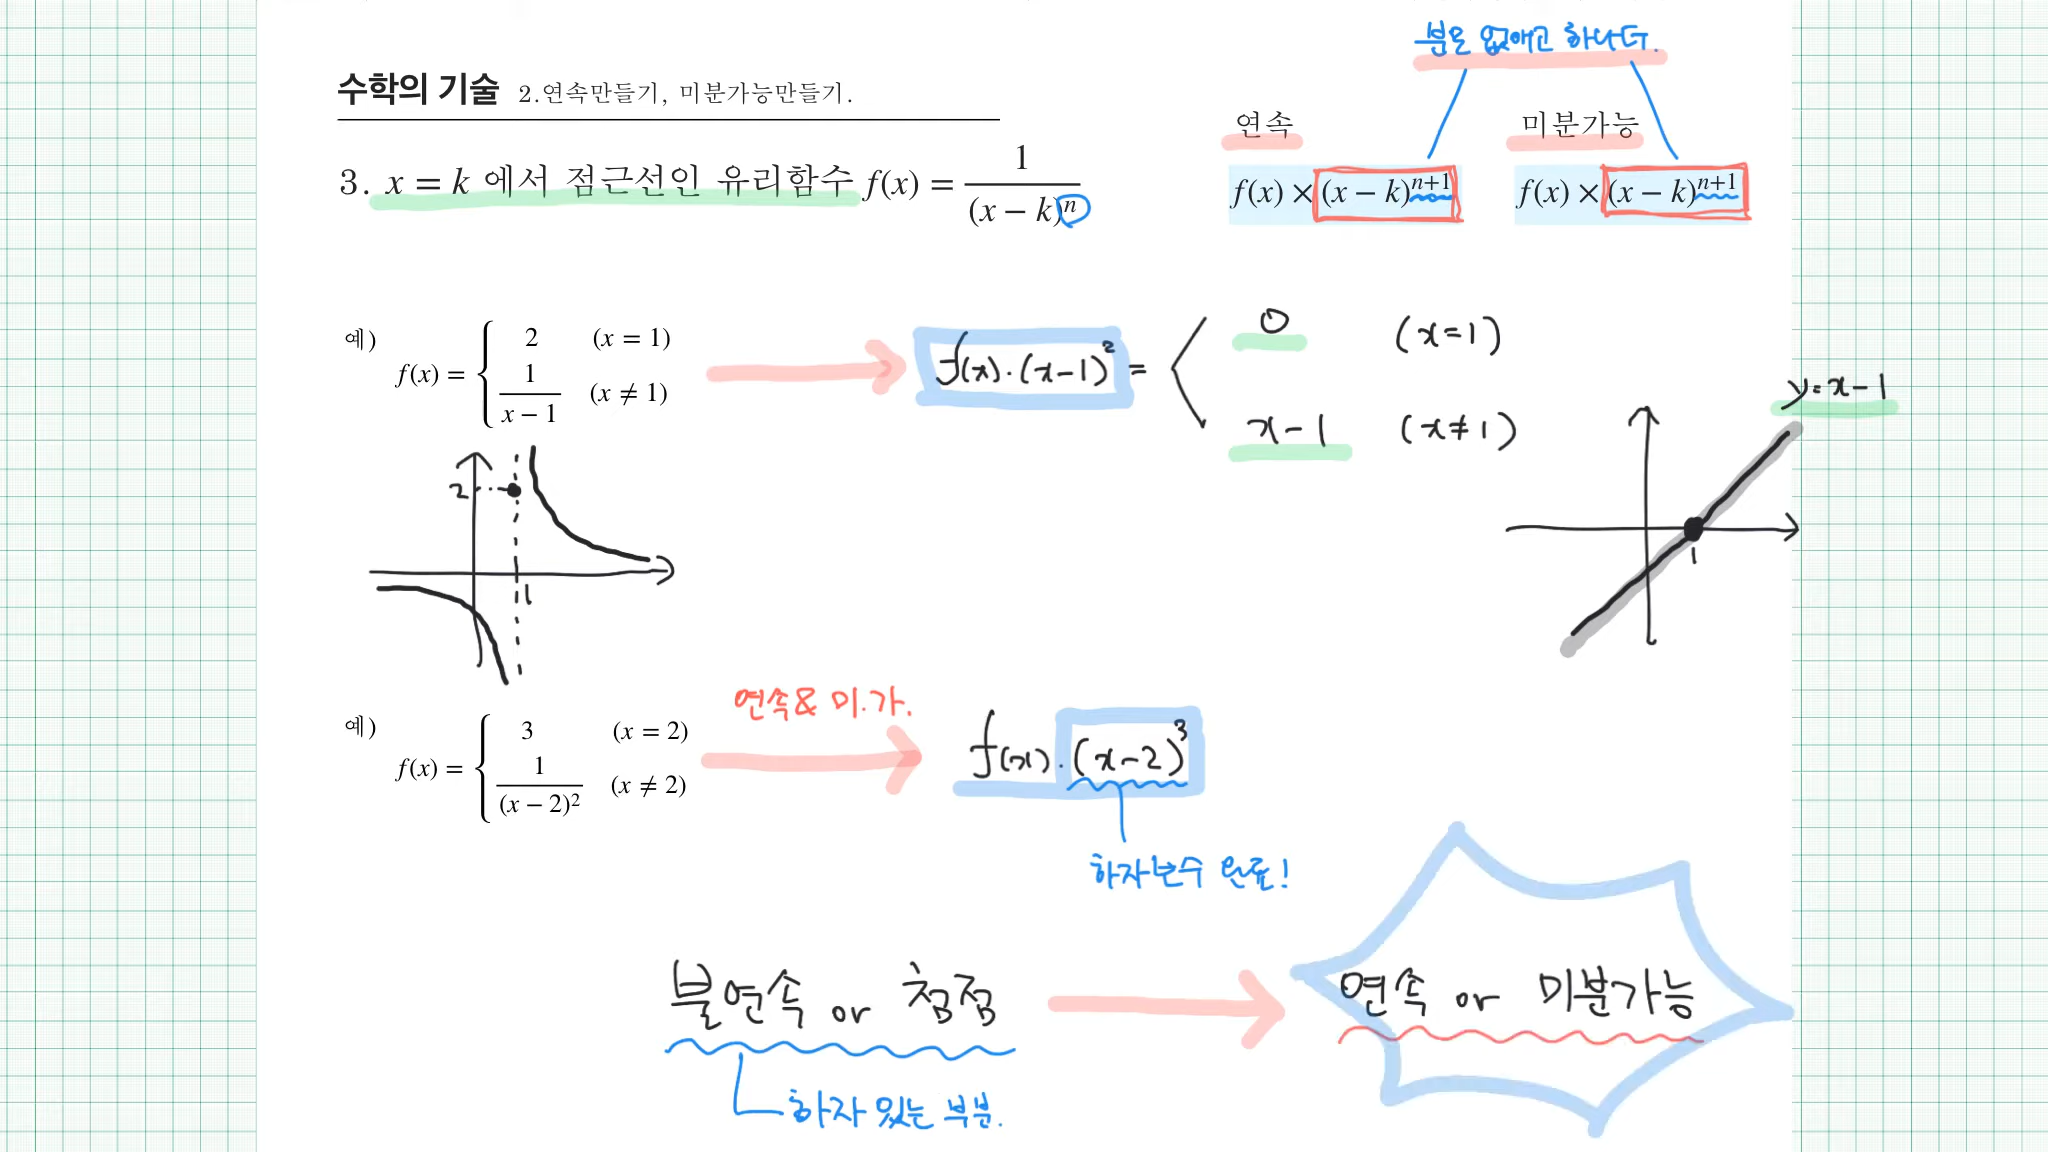 분모 없애고 하나 더.
수학의 기술 2.연속만들기, 미분가능만들기.
연속 미분가능
3. x = k 에서 점근선인 유리함수 f(x) = 1/(x − k)^n
f(x) × (x − k)^{n+1} f(x) × (x − k)^{n+1}
예) f(x) = { 2 (x = 1)
1/(x − 1) (x ≠ 1)
f(x)·(x−1)² = < 0 (x=1)
x−1 (x≠1)
y=x−1
2
1
1
예) f(x) = { 3 (x = 2)
1/(x − 2)² (x ≠ 2)
연속& 미.가.
f(x)·(x−2)³
하자보수 완료!
불연속 or 첨점
연속 or 미분가능
하자 있는 부분.